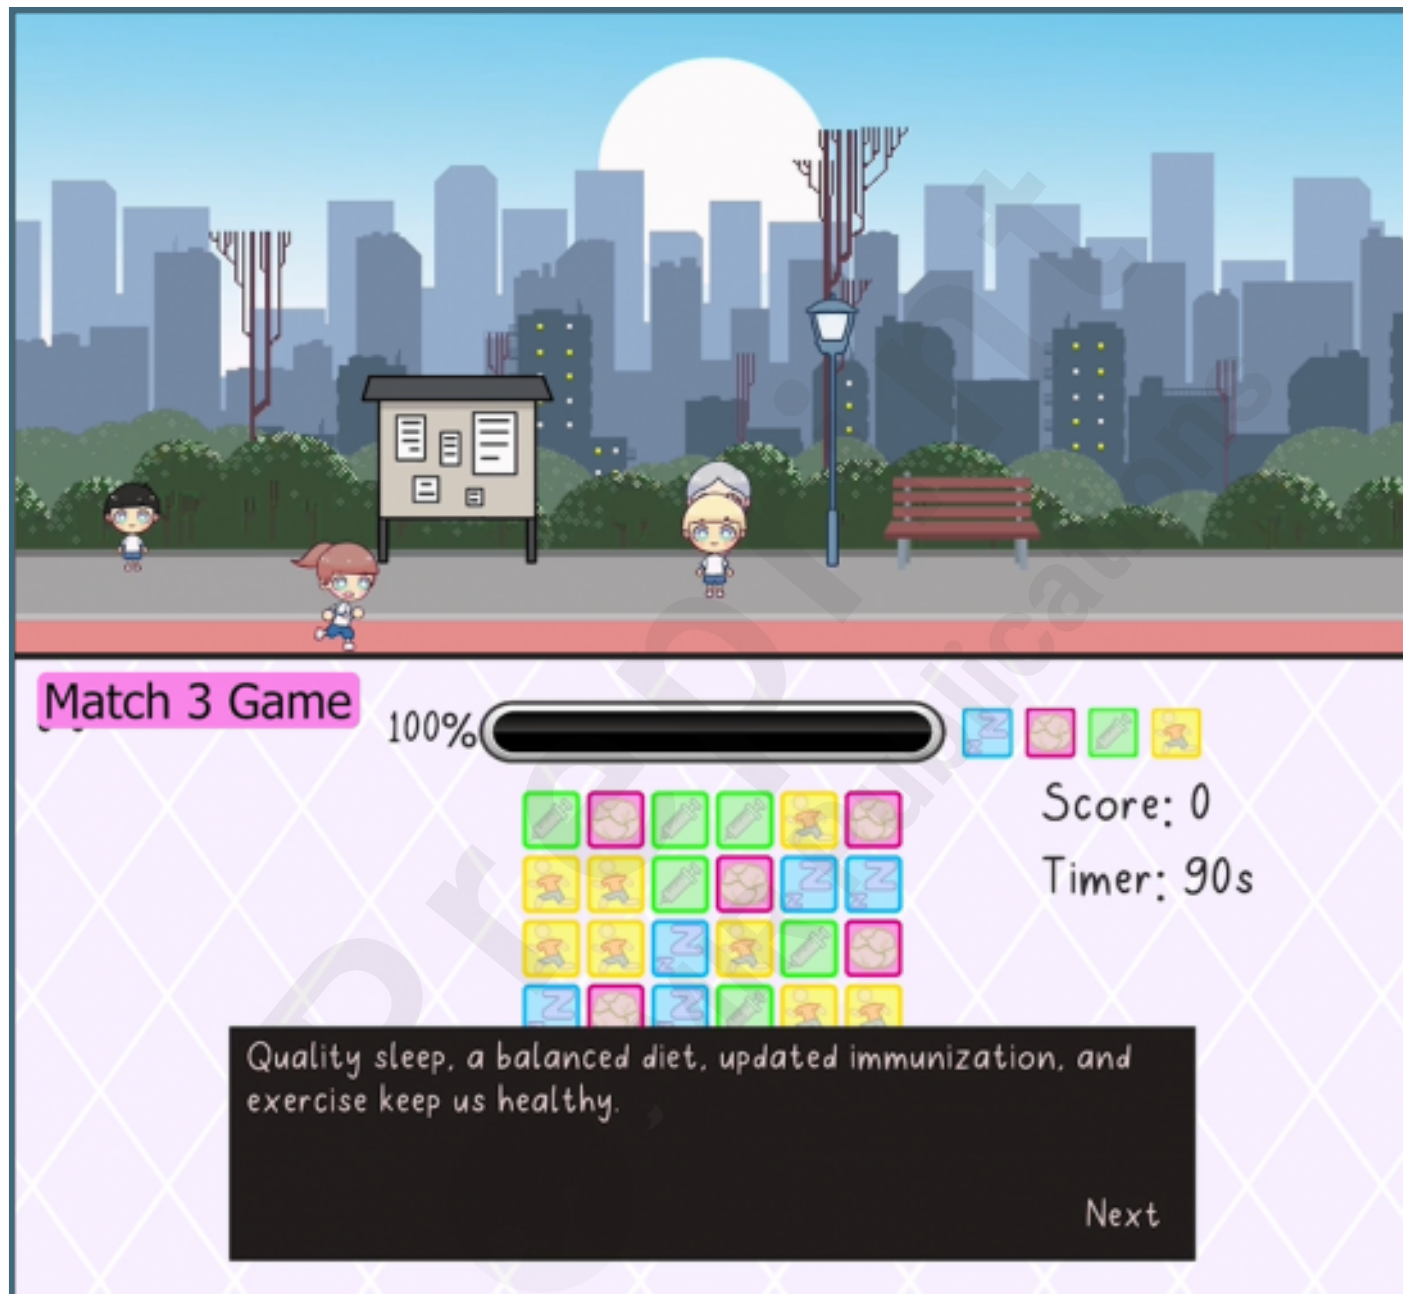 Match 3 Game
100%
Score: 0
Timer: 90s
Quality sleep, a balanced diet, updated immunization, and
exercise keep us healthy.
Next
Preprint